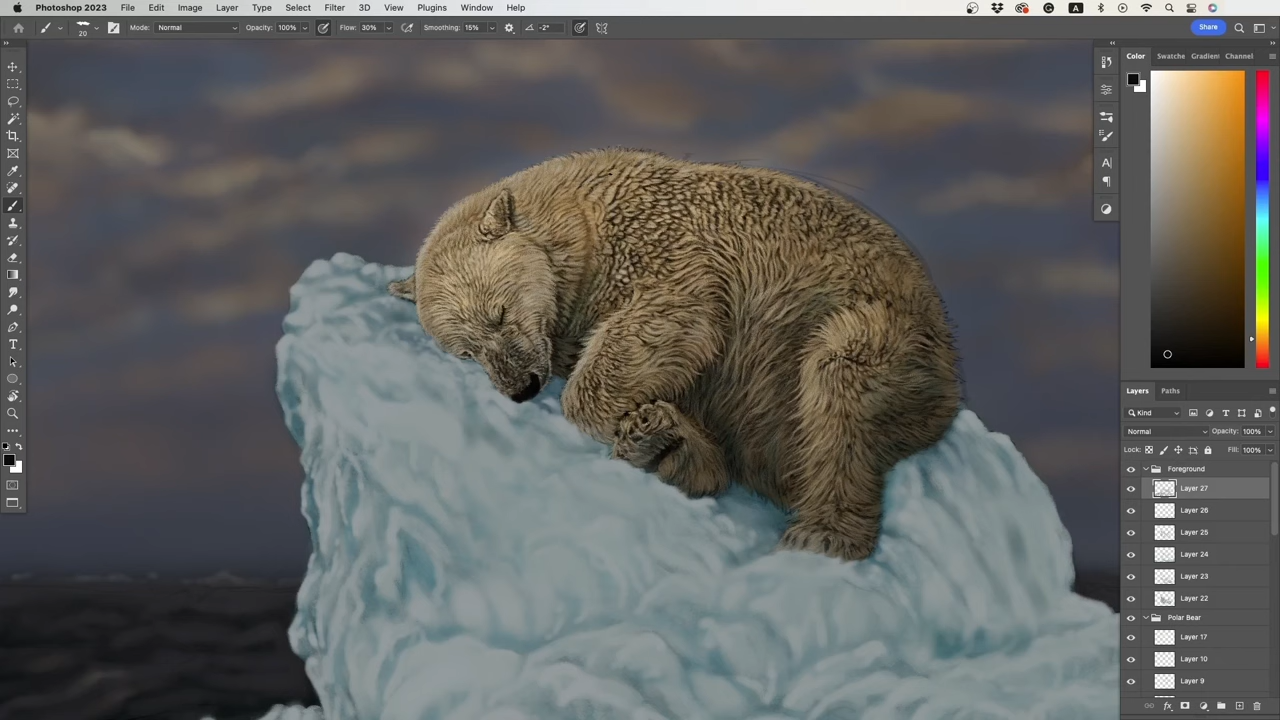 Photoshop 2023 File Edit Image Layer Type Select Filter 3D View Plugins Window Help
20 Mode: Normal Opacity: 100% Flow: 30% Smoothing: 15% -2° Share
Color Swatche Gradien Channel
Layers Paths
Kind
Normal Opacity: 100%
Lock: Fill: 100%
Foreground
Layer 27
Layer 26
Layer 25
Layer 24
Layer 23
Layer 22
Polar Bear
Layer 17
Layer 10
Layer 9